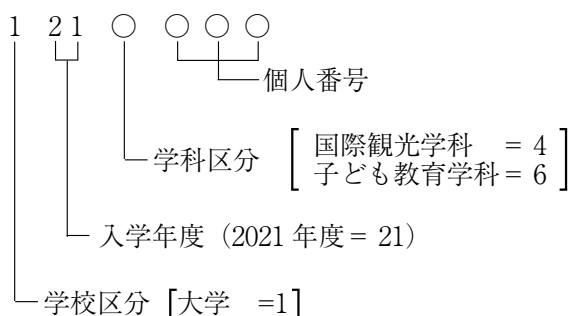 1 21 ○ ○○○
個人番号
学科区分 [国際観光学科 = 4
子ども教育学科 = 6]
入学年度（2021 年度 = 21）
学校区分 [大学 =1]